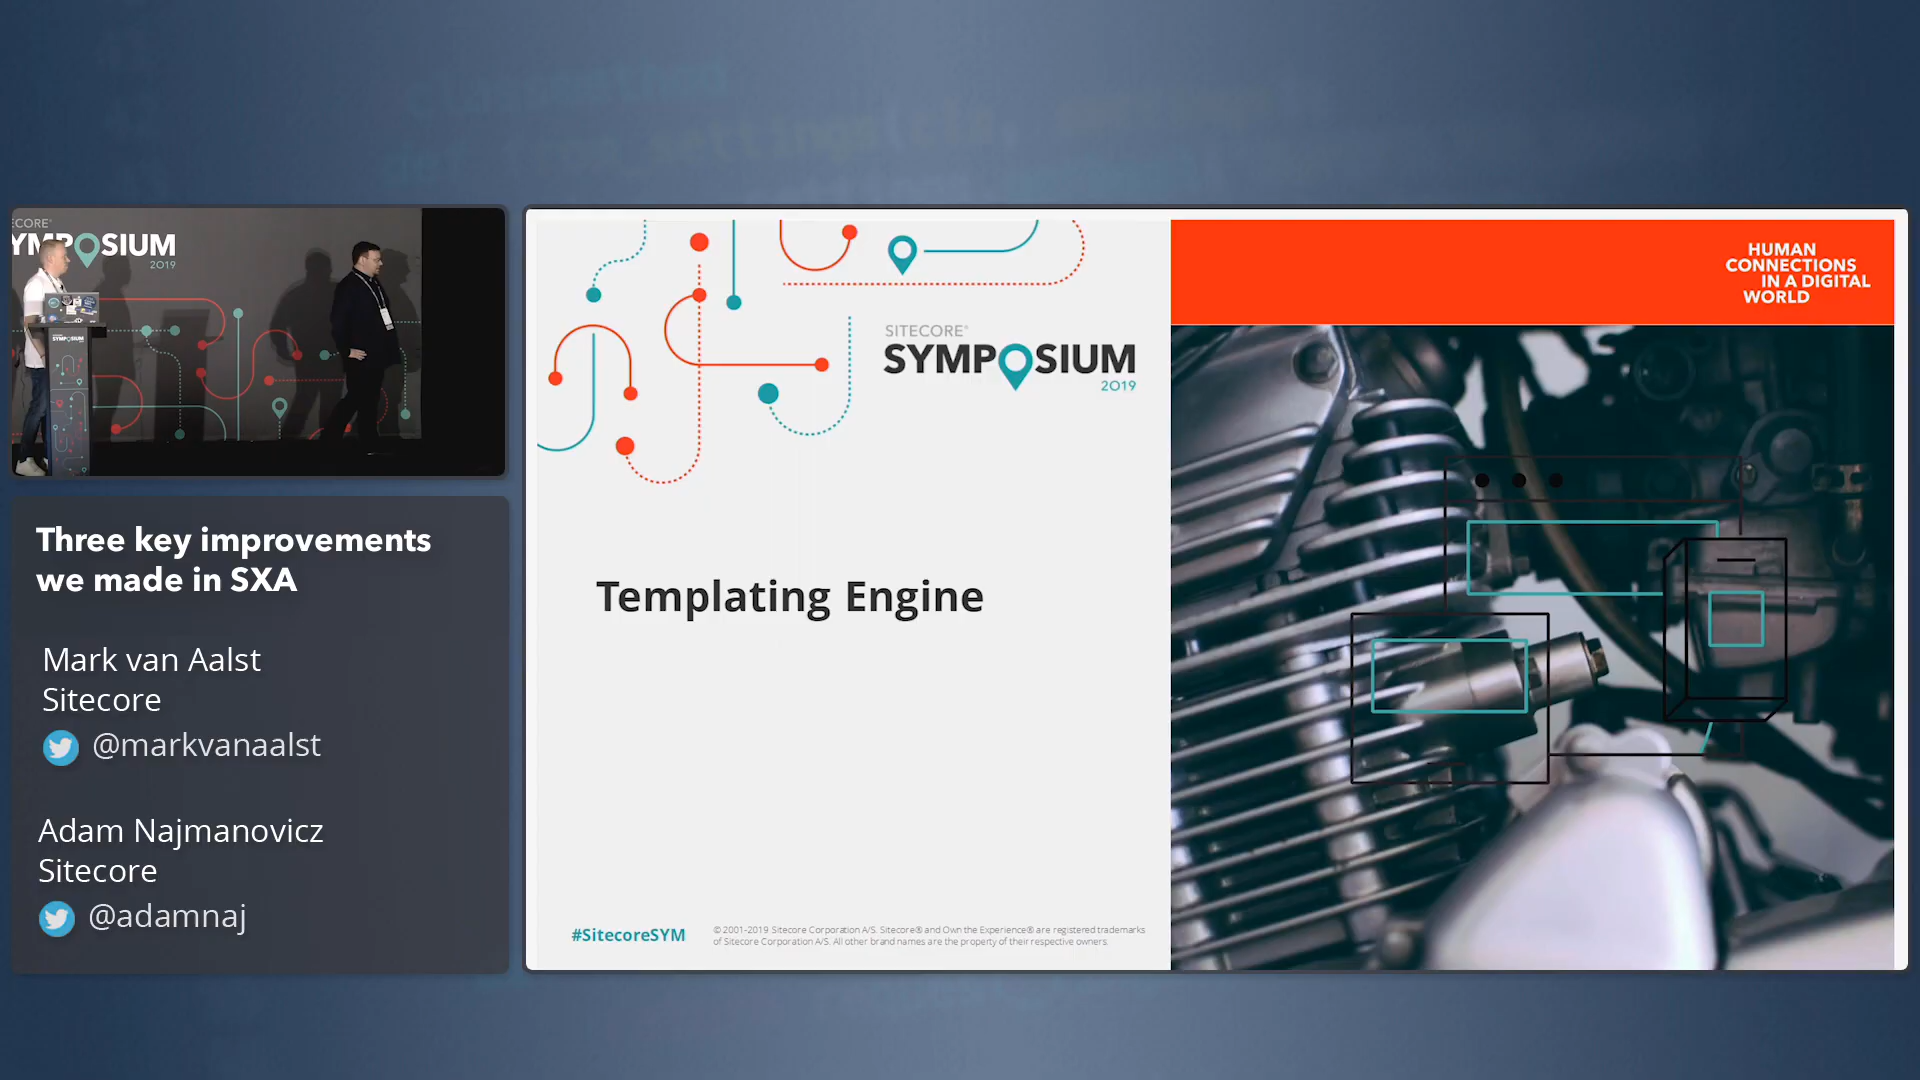 ECORE®
YMPOSIUM
2019
SYMPOSIUM
Three key improvements
we made in SXA
Mark van Aalst
Sitecore
@markvanaalst
Adam Najmanovicz
Sitecore
@adamnaj
SITECORE®
SYMPOSIUM
2019
Templating Engine
#SitecoreSYM
© 2001-2019 Sitecore Corporation A/S. Sitecore® and Own the Experience® are registered trademarks
of Sitecore Corporation A/S. All other brand names are the property of their respective owners.
HUMAN
CONNECTIONS
IN A DIGITAL
WORLD